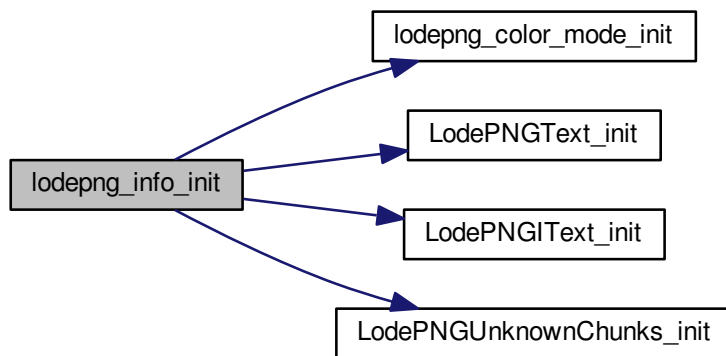 lodepng_color_mode_init
LodePNGText_init
lodepng_info_init
LodePNGIText_init
LodePNGUnknownChunks_init